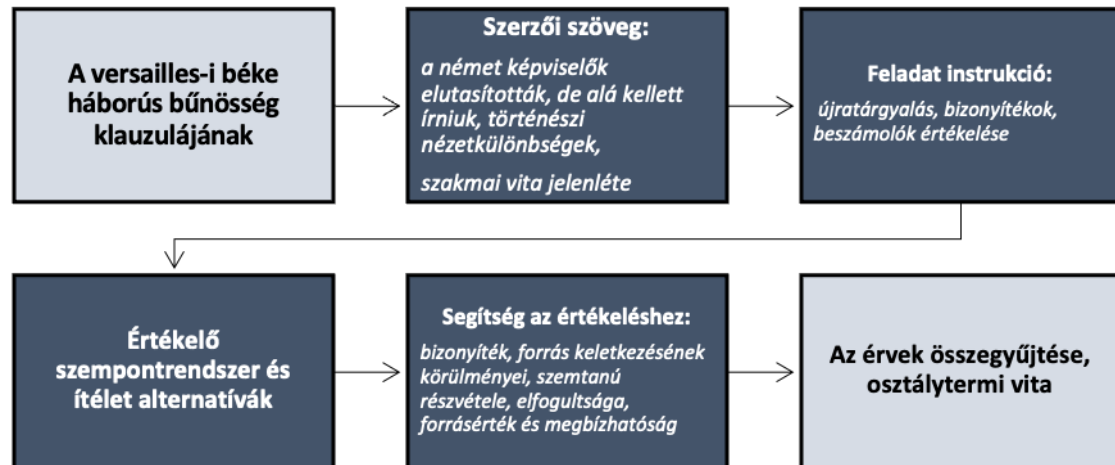 A versailles-i béke
háborús bűnösség
klauzulájának
Szerzői szöveg:
a német képviselők
elutasították, de alá kellett
írniuk, történészi
nézetkülönbségek,
szakmai vita jelenléte
Feladat instrukció:
újratárgyalás, bizonyítékok,
beszámolók értékelése
Értékelő
szempontrendszer és
ítélet alternatívák
Segítség az értékeléshez:
bizonyíték, forrás keletkezésének
körülményei, szemtanú
részvétele, elfogultsága,
forrásérték és megbízhatóság
Az érvek összegyűjtése,
osztálytermi vita